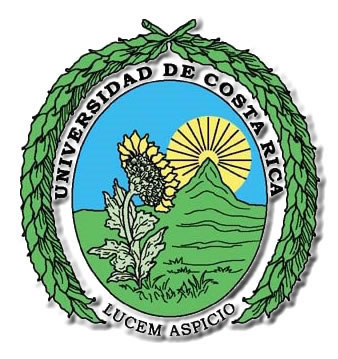 UNIVERSIDAD DE COSTA RICA
LUCEM ASPICIO